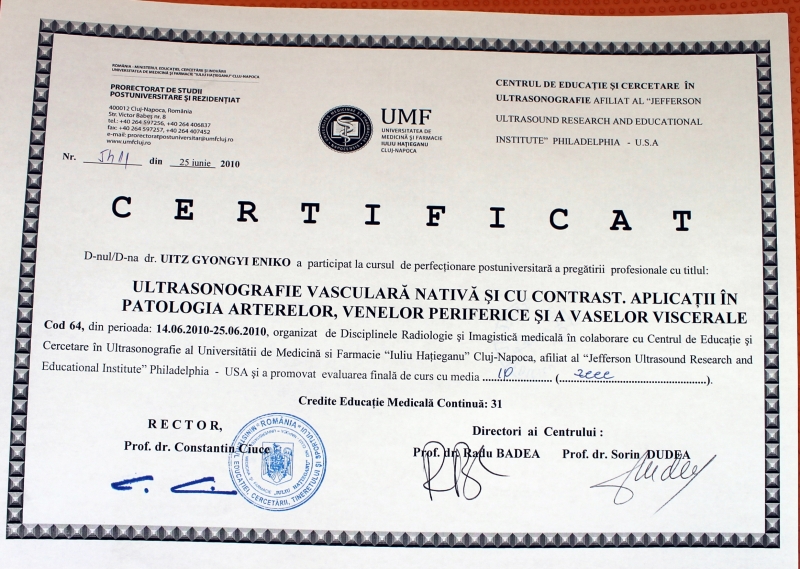 ROMÂNIA - MINISTERUL EDUCAȚIEI, CERCETĂRII ȘI INOVĂRII
UNIVERSITATEA DE MEDICINĂ ȘI FARMACIE "IULIU HAȚIEGANU" CLUJ-NAPOCA
PRORECTORAT DE STUDII
POSTUNIVERSITARE ȘI REZIDENȚIAT
400012 Cluj-Napoca, România
Str. Victor Babeș nr. 8
tel.: +40 264 597256, +40 264 406837
fax: +40 264 597257, +40 264 407452
e-mail: prorectoratpostuniversitar@umfcluj.ro
www.umfcluj.ro
UMF
UNIVERSITATEA DE
MEDICINĂ ȘI FARMACIE
IULIU HAȚIEGANU
CLUJ-NAPOCA
CENTRUL DE EDUCAȚIE ȘI CERCETARE ÎN
ULTRASONOGRAFIE AFILIAT AL "JEFFERSON
ULTRASOUND RESEARCH AND EDUCATIONAL
INSTITUTE" PHILADELPHIA - U.S.A
Nr. din 25 iunie 2010
CERTIFICAT
D-nul/D-na dr. UITZ GYONGYI ENIKO a participat la cursul de perfecționare postuniversitară a pregătirii profesionale cu titlul:
ULTRASONOGRAFIE VASCULARĂ NATIVĂ ȘI CU CONTRAST. APLICAȚII ÎN
PATOLOGIA ARTERELOR, VENELOR PERIFERICE ȘI A VASELOR VISCERALE
Cod 64, din perioada: 14.06.2010-25.06.2010, organizat de Disciplinele Radiologie și Imagistică medicală în colaborare cu Centrul de Educație și
Cercetare în Ultrasonografie al Universității de Medicină si Farmacie "Iuliu Hațieganu" Cluj-Napoca, afiliat al "Jefferson Ultrasound Research and
Educational Institute" Philadelphia - USA și a promovat evaluarea finală de curs cu media ....10.... (....zece....).
Credite Educație Medicală Continuă: 31
RECTOR,
Prof. dr. Constantin Ciuce
Directori ai Centrului :
Prof. dr. Radu BADEA Prof. dr. Sorin DUDEA
ROMÂNIA
MINISTERUL EDUCAȚIEI, CERCETĂRII, TINERETULUI ȘI SPORTULUI
"IULIU HAȚIEGANU"